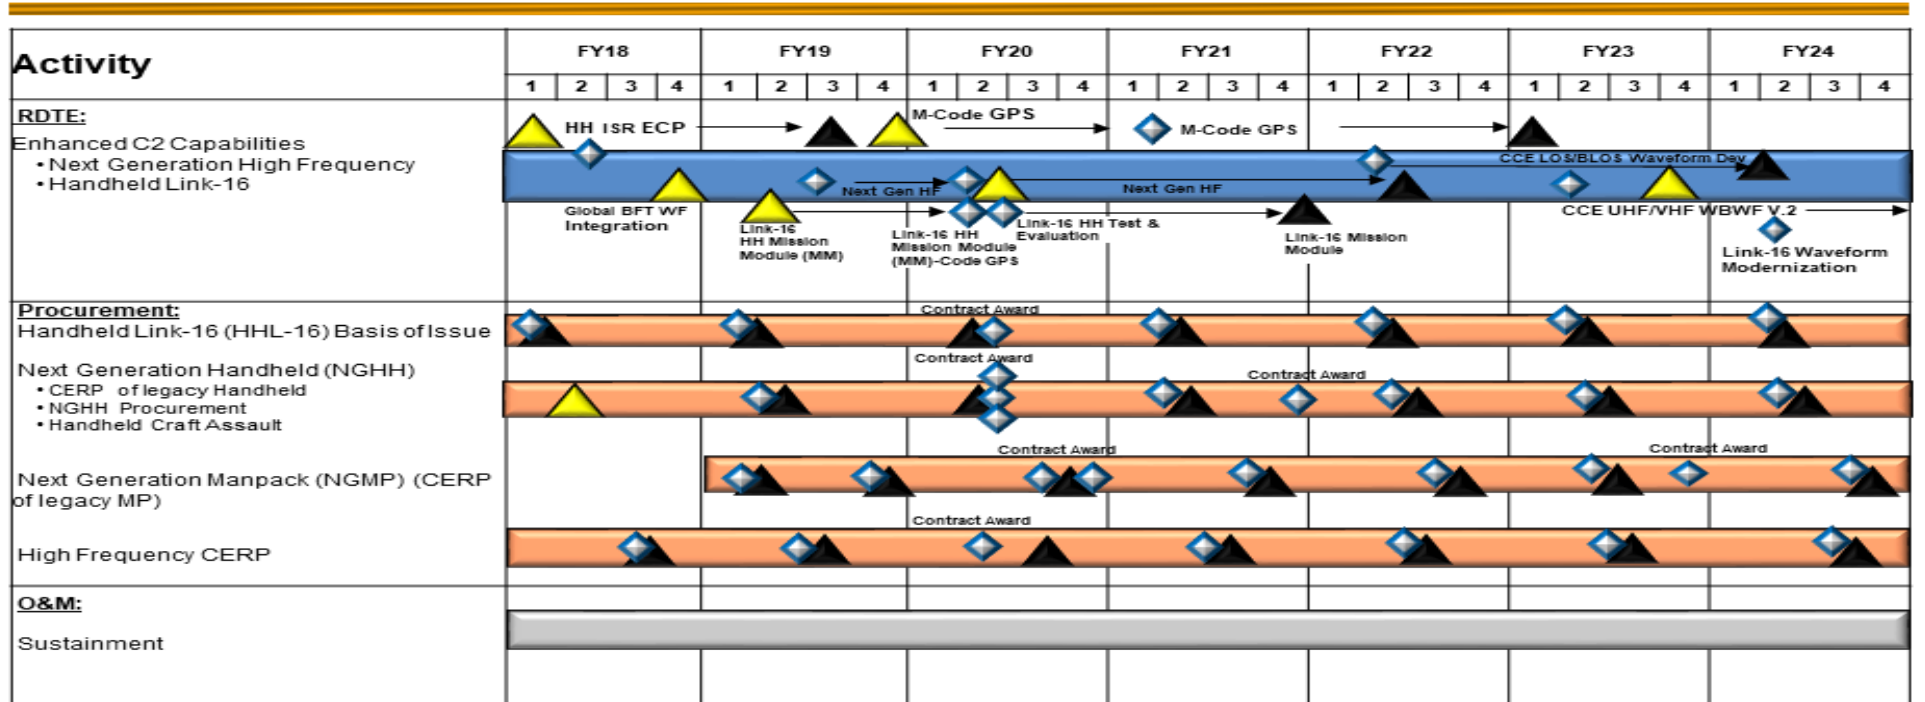 Activity
FY18 FY19 FY20 FY21 FY22 FY23 FY24
1 2 3 4 1 2 3 4 1 2 3 4 1 2 3 4 1 2 3 4 1 2 3 4 1 2 3 4
RDTE:
Enhanced C2 Capabilities
• Next Generation High Frequency
• Handheld Link-16
HH ISR ECP
M-Code GPS
M-Code GPS
CCE LOS/BLOS Waveform Dev
Next Gen HF
Next Gen HF
Global BFT WF
Integration
Link-16
HH Mission
Module (MM)
Link-16 HH
Mission Module
(MM)-Code GPS
Link-16 HH Test &
Evaluation
Link-16 Mission
Module
CCE UHF/VHF WBWF V.2
Link-16 Waveform
Modernization
Procurement:
Handheld Link-16 (HHL-16) Basis of Issue
Contract Award
Next Generation Handheld (NGHH)
• CERP of legacy Handheld
• NGHH Procurement
• Handheld Craft Assault
Contract Award
Contract Award
Next Generation Manpack (NGMP) (CERP
of legacy MP)
Contract Award
Contract Award
High Frequency CERP
Contract Award
O&M:
Sustainment